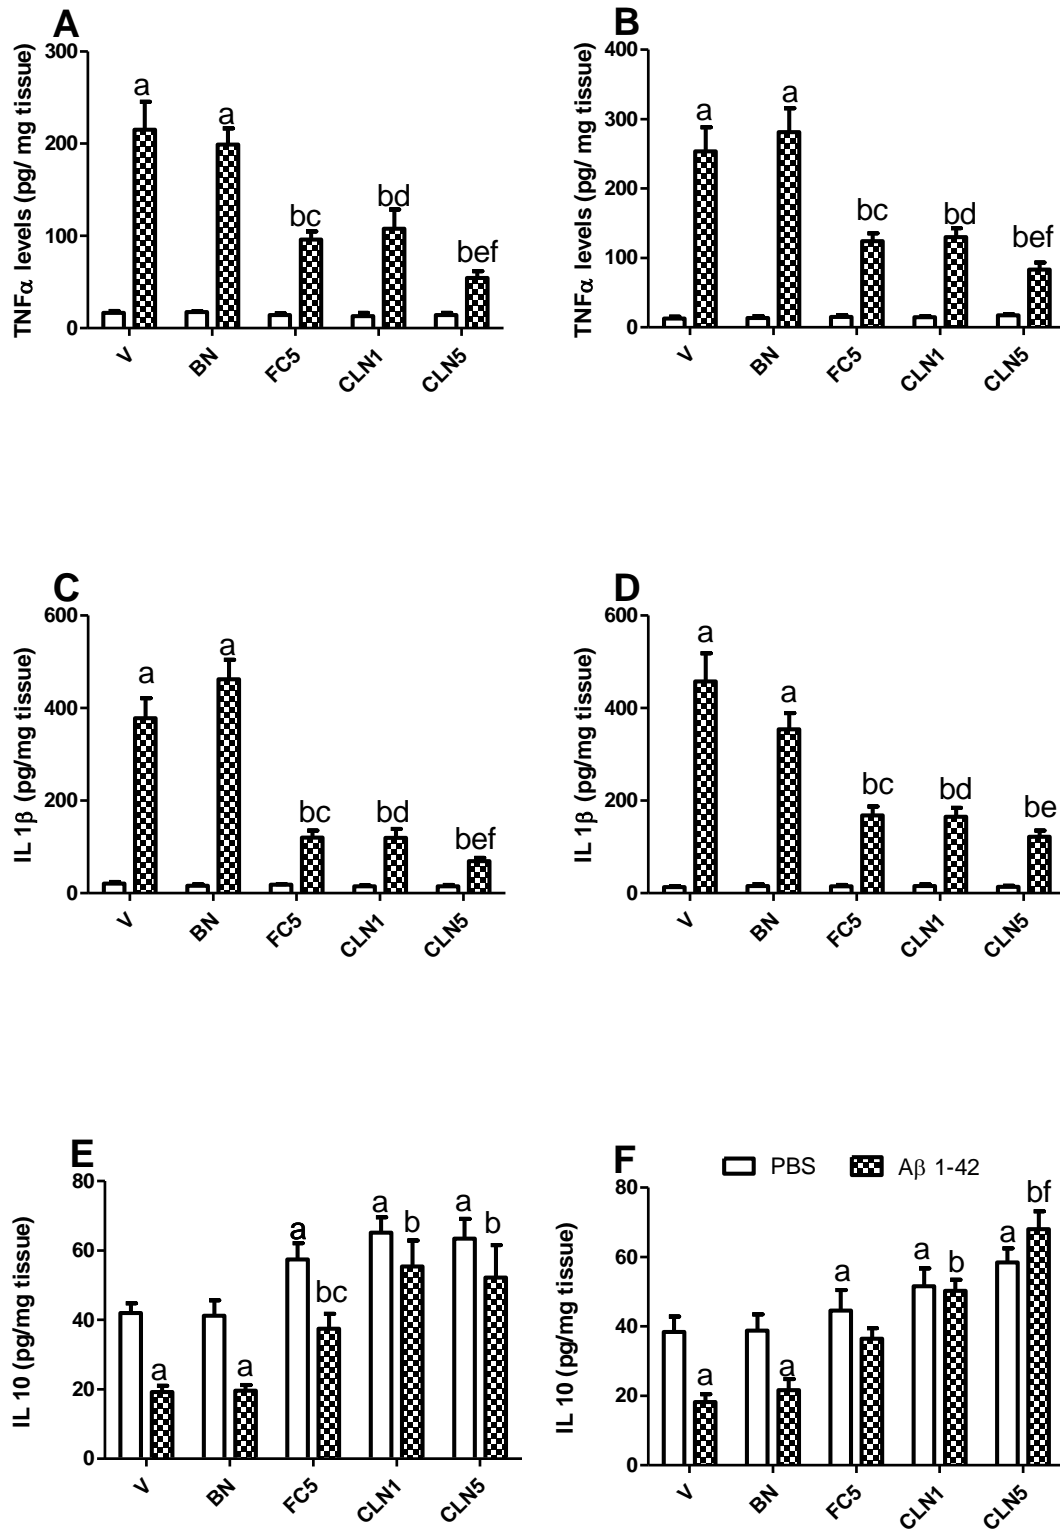 A
TNFα levels (pg/ mg tissue)
300
200
100
0
a
a
bc
bd
bef
V
BN
FC5
CLN1
CLN5
B
TNFα levels (pg/ mg tissue)
400
300
200
100
0
a
a
bc
bd
bef
V
BN
FC5
CLN1
CLN5
C
IL 1β (pg/mg tissue)
600
400
200
0
a
a
bc
bd
bef
V
BN
FC5
CLN1
CLN5
D
IL 1β (pg/mg tissue)
600
400
200
0
a
a
bc
bd
be
V
BN
FC5
CLN1
CLN5
E
IL 10 (pg/mg tissue)
80
60
40
20
0
a
a
a
bc
a
b
a
b
V
BN
FC5
CLN1
CLN5
F
PBS
Aβ 1-42
IL 10 (pg/mg tissue)
80
60
40
20
0
a
a
a
a
b
a
bf
V
BN
FC5
CLN1
CLN5